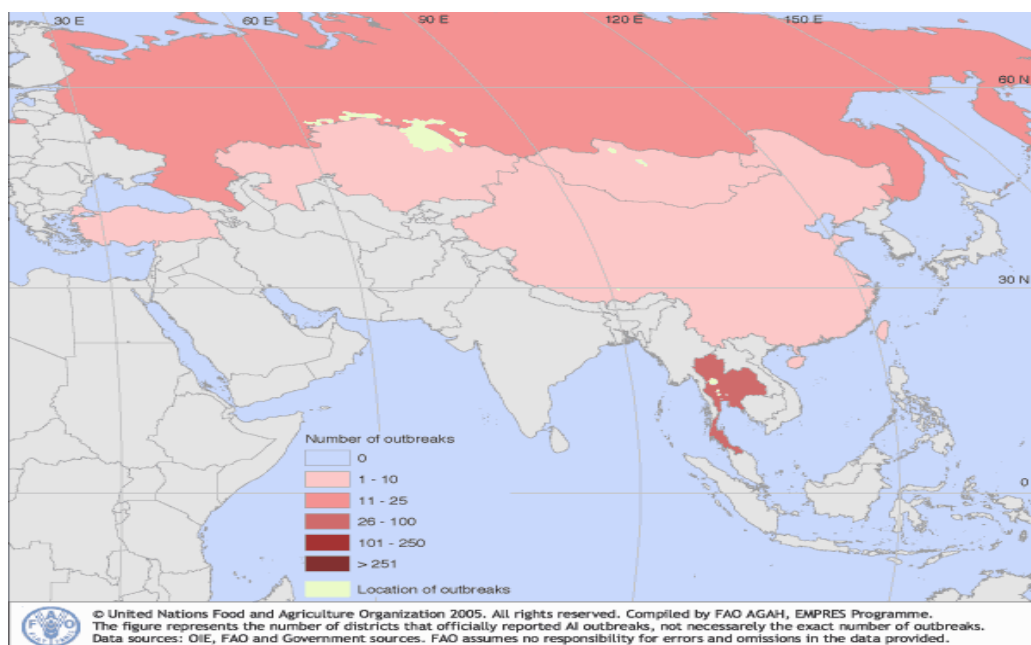 30 E
60 E
90 E
120 E
150 E
60 N
30 N
0
Number of outbreaks
0
1 - 10
11 - 25
26 - 100
101 - 250
> 251
Location of outbreaks
© United Nations Food and Agriculture Organization 2005. All rights reserved. Compiled by FAO AGAH, EMPRES Programme.
The figure represents the number of districts that officially reported AI outbreaks, not necessarely the exact number of outbreaks.
Data sources: OIE, FAO and Government sources. FAO assumes no responsibility for errors and omissions in the data provided.